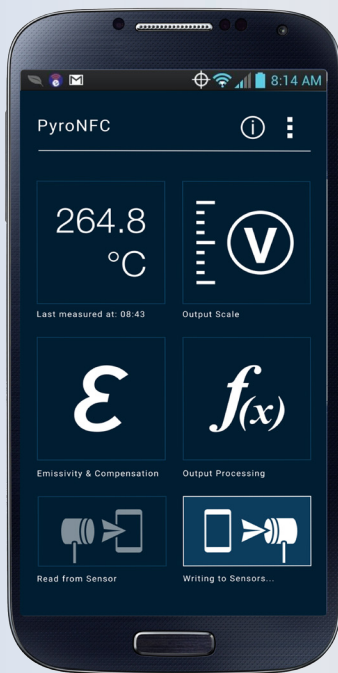 8:14 AM
PyroNFC
264.8
°C
V
Last measured at: 08:43
Output Scale
ε
f(x)
Emissivity & Compensation
Output Processing
Read from Sensor
Writing to Sensors...